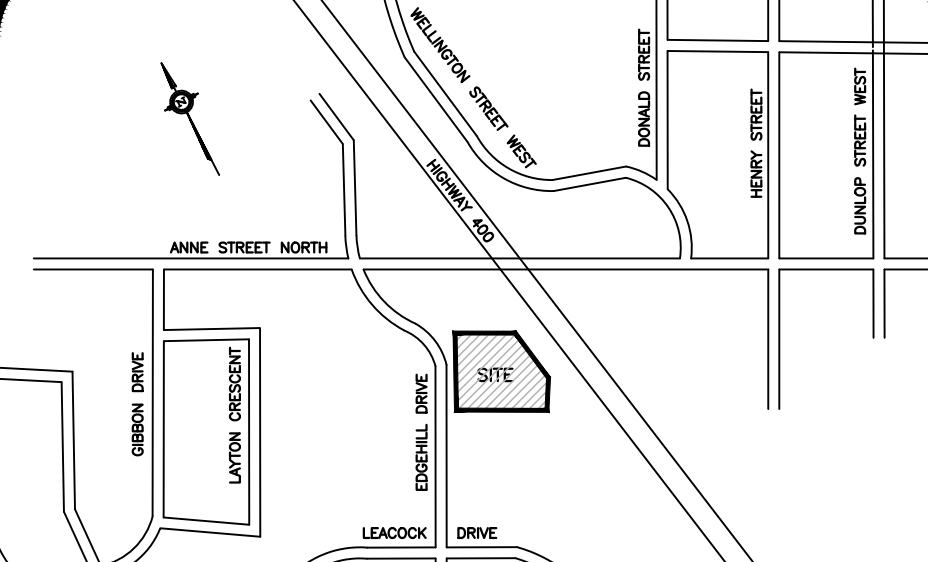 WELLINGTON STREET WEST
DONALD STREET
HENRY STREET
DUNLOP STREET WEST
N
HIGHWAY 400
ANNE STREET NORTH
GIBBON DRIVE
LAYTON CRESCENT
EDGEHILL DRIVE
SITE
LEACOCK DRIVE